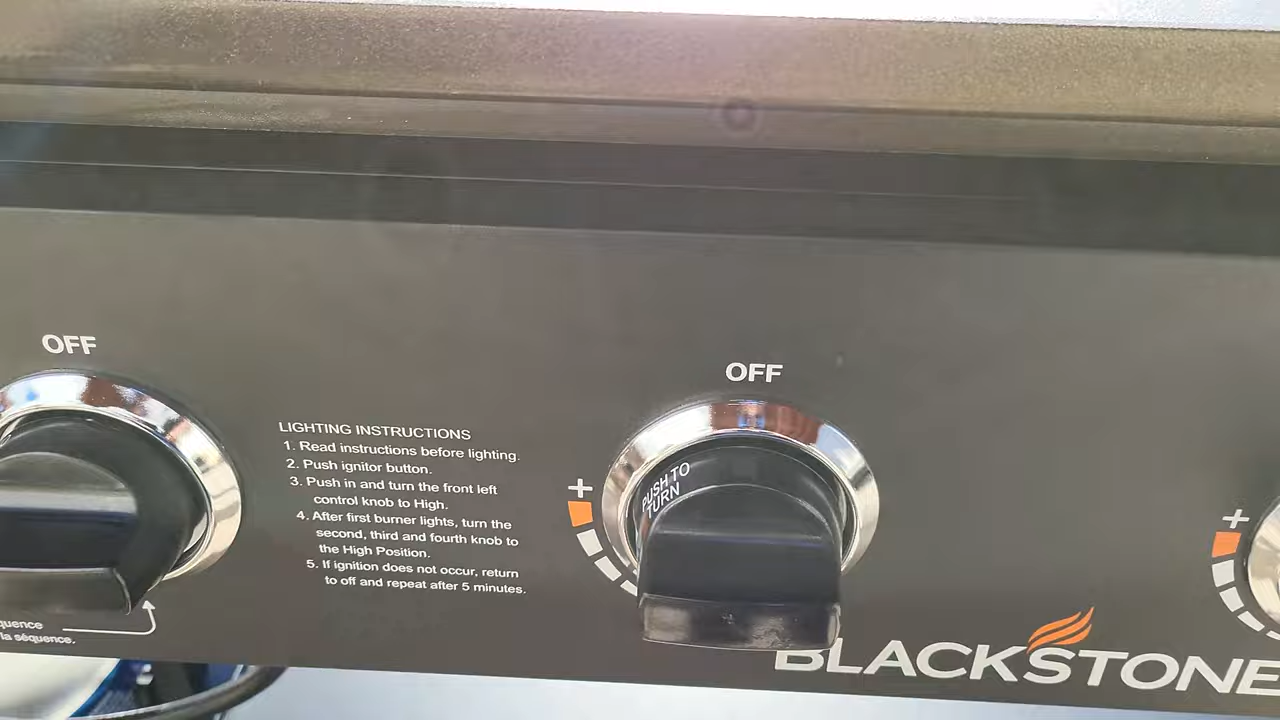 OFF
LIGHTING INSTRUCTIONS
1. Read instructions before lighting.
2. Push ignitor button.
3. Push in and turn the front left
control knob to High.
4. After first burner lights, turn the
second, third and fourth knob to
the High Position.
5. If ignition does not occur, return
to off and repeat after 5 minutes.
quence
la séquence.
OFF
+
PUSH TO
TURN
+
BLACKSTONE